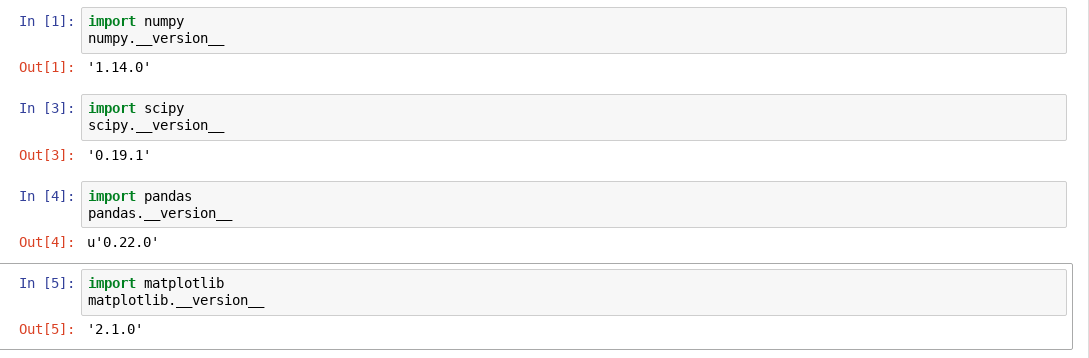 In [1]: import numpy
numpy.__version__
Out[1]: '1.14.0'
In [3]: import scipy
scipy.__version__
Out[3]: '0.19.1'
In [4]: import pandas
pandas.__version__
Out[4]: u'0.22.0'
In [5]: import matplotlib
matplotlib.__version__
Out[5]: '2.1.0'